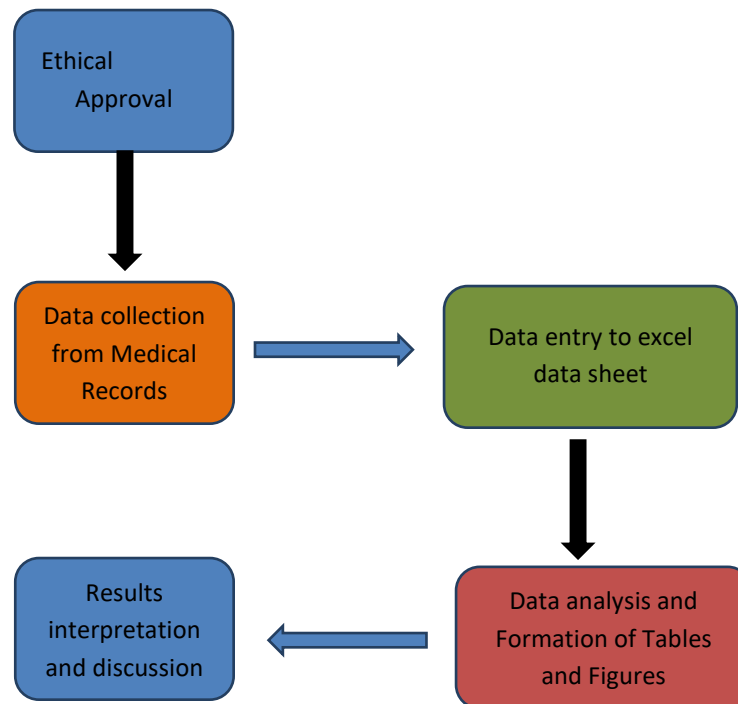 Ethical
Approval
Data collection
from Medical
Records
Data entry to excel
data sheet
Data analysis and
Formation of Tables
and Figures
Results
interpretation
and discussion